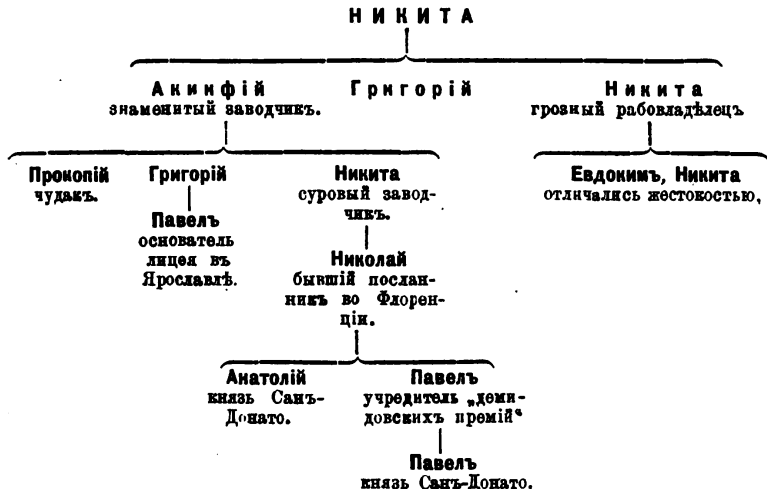 НИКИТА
Акинфій Григорій Никита
знаменитый заводчикъ. грозный рабовладѣлецъ
Прокопій Григорій Никита Евдокимъ, Никита
чудакъ. суровый завод- отличались жестокостью,
чикъ.
Павелъ
основатель
лицея въ
Ярославлѣ.
Николай
бывшій послан-
никъ во Флорен-
ціи.
Анатолій Павелъ
князь Санъ- учредитель „деми-
Донато. довскихъ премій“
Павелъ
князь Санъ-Донато.